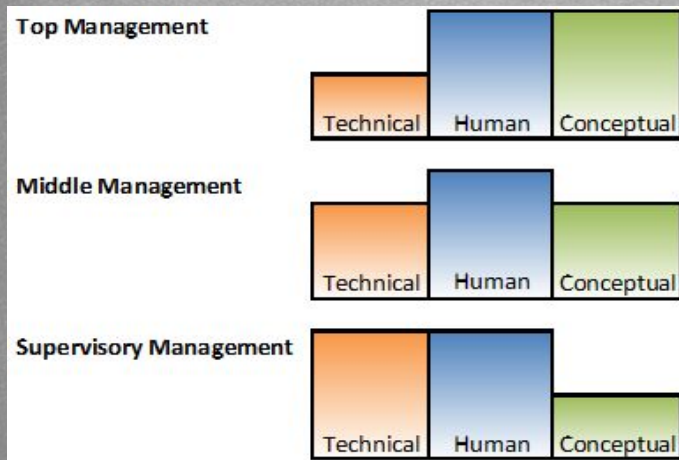 Top Management
Technical Human Conceptual
Middle Management
Technical Human Conceptual
Supervisory Management
Technical Human Conceptual